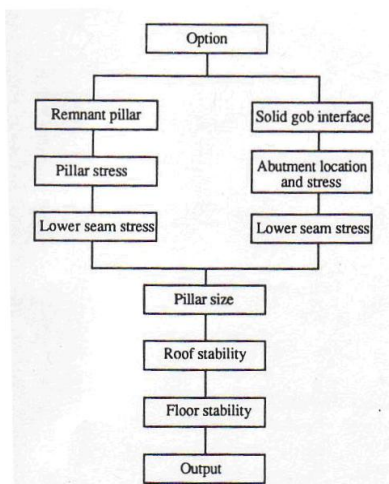 Option
Remnant pillar
Solid gob interface
Pillar stress
Abutment location
and stress
Lower seam stress
Lower seam stress
Pillar size
Roof stability
Floor stability
Output